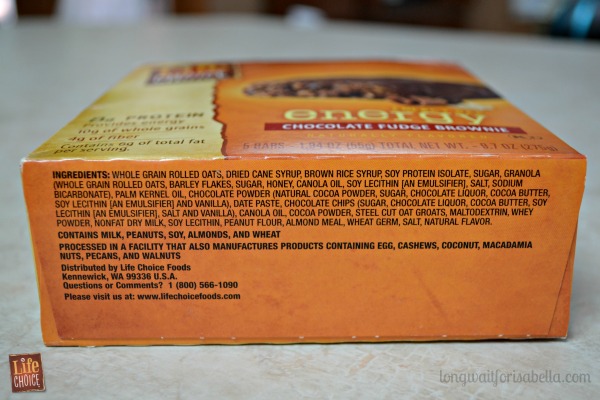 8g PROTEIN
Provides energy
10g of whole grains
4g of fiber
Contains 6g of total fat
per serving.
energy
CHOCOLATE FUDGE BROWNIE
5 BARS - 1.94 OZ
TOTAL NET WT. - 9.7 OZ
INGREDIENTS: WHOLE GRAIN ROLLED OATS, DRIED CANE SYRUP, BROWN RICE SYRUP, SOY PROTEIN ISOLATE, SUGAR, GRANOLA
(WHOLE GRAIN ROLLED OATS, BARLEY FLAKES, SUGAR, HONEY, CANOLA OIL, SOY LECITHIN [AN EMULSIFIER], SALT, SODIUM
BICARBONATE), PALM KERNEL OIL, CHOCOLATE POWDER (NATURAL COCOA POWDER, SUGAR, CHOCOLATE LIQUOR, COCOA BUTTER,
SOY LECITHIN [AN EMULSIFIER] AND VANILLA), DATE PASTE, CHOCOLATE CHIPS (SUGAR, CHOCOLATE LIQUOR, COCOA BUTTER, SOY
LECITHIN [AN EMULSIFIER], SALT AND VANILLA), CANOLA OIL, COCOA POWDER, STEEL CUT OAT GROATS, MALTODEXTRIN, WHEY
POWDER, NONFAT DRY MILK, SOY LECITHIN, PEANUT FLOUR, ALMOND MEAL, WHEAT GERM, SALT, NATURAL FLAVOR.
CONTAINS MILK, PEANUTS, SOY, ALMONDS, AND WHEAT
PROCESSED IN A FACILITY THAT ALSO MANUFACTURES PRODUCTS CONTAINING EGG, CASHEWS, COCONUT, MACADAMIA
NUTS, PECANS, AND WALNUTS
Distributed by Life Choice Foods
Kennewick, WA 99336 U.S.A.
Questions or Comments? 1 (800) 566-1090
Please visit us at: www.lifechoicefoods.com
Life
CHOICE
longwaitforisabella.com